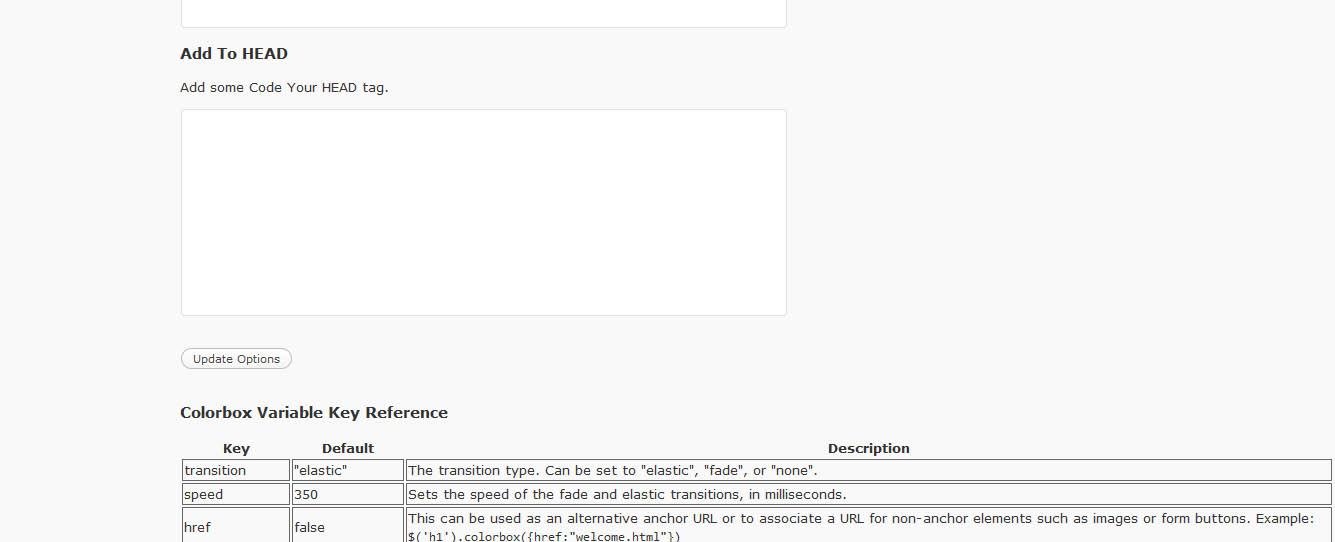 Add To HEAD
Add some Code Your HEAD tag.
Update Options
Colorbox Variable Key Reference
Key Default Description
transition "elastic" The transition type. Can be set to "elastic", "fade", or "none".
speed 350 Sets the speed of the fade and elastic transitions, in milliseconds.
href false This can be used as an alternative anchor URL or to associate a URL for non-anchor elements such as images or form buttons. Example:
$('h1').colorbox({href:"welcome.html"})